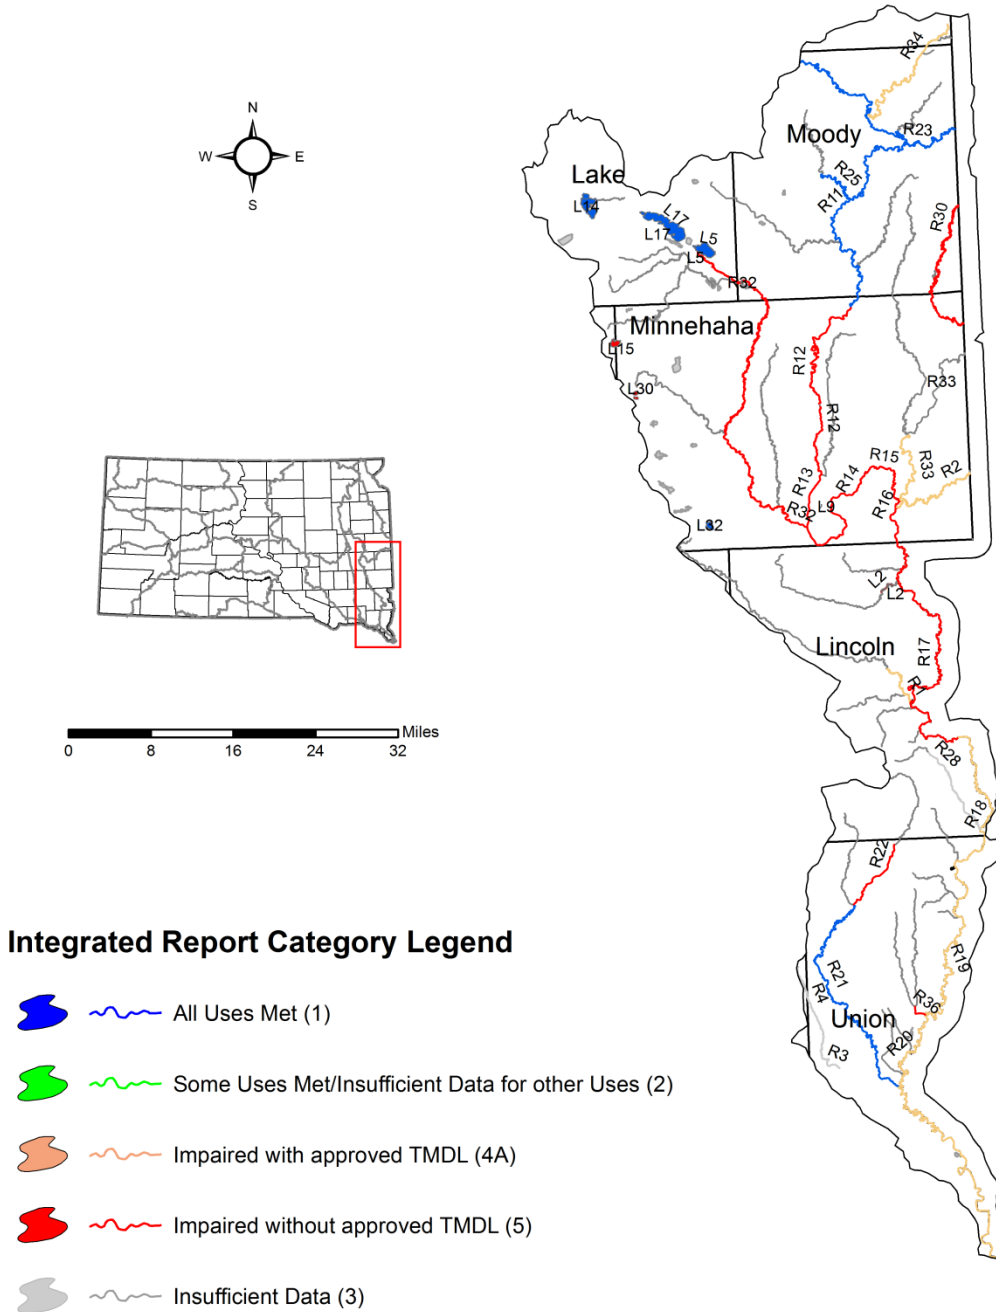 R34
N
W
E
S
Moody
R23
Lake
R25
L14
L17
R11
R30
L17
L5
L5
R32
Minnehaha
L15
R12
L30
R33
R12
R15
R33
R2
R14
R13
L9
R16
R32
L32
L2
L2
Lincoln
R17
R1
Miles
0
8
16
24
32
R28
R18
R22
Integrated Report Category Legend
R19
R21
R4
All Uses Met (1)
R36
Union
R20
R3
Some Uses Met/Insufficient Data for other Uses (2)
Impaired with approved TMDL (4A)
Impaired without approved TMDL (5)
Insufficient Data (3)